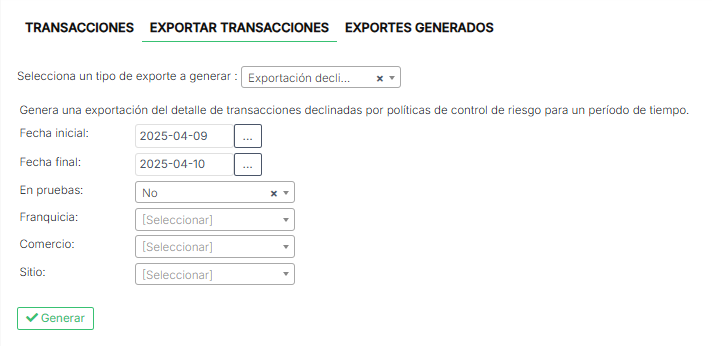 TRANSACCIONES EXPORTAR TRANSACCIONES EXPORTES GENERADOS
Selecciona un tipo de exporte a generar : Exportación decli... × 
Genera una exportación del detalle de transacciones declinadas por políticas de control de riesgo para un período de tiempo.
Fecha inicial: 2025-04-09 ...
Fecha final: 2025-04-10 ...
En pruebas: No ×
Franquicia: [Seleccionar]
Comercio: [Seleccionar]
Sitio: [Seleccionar]
Generar